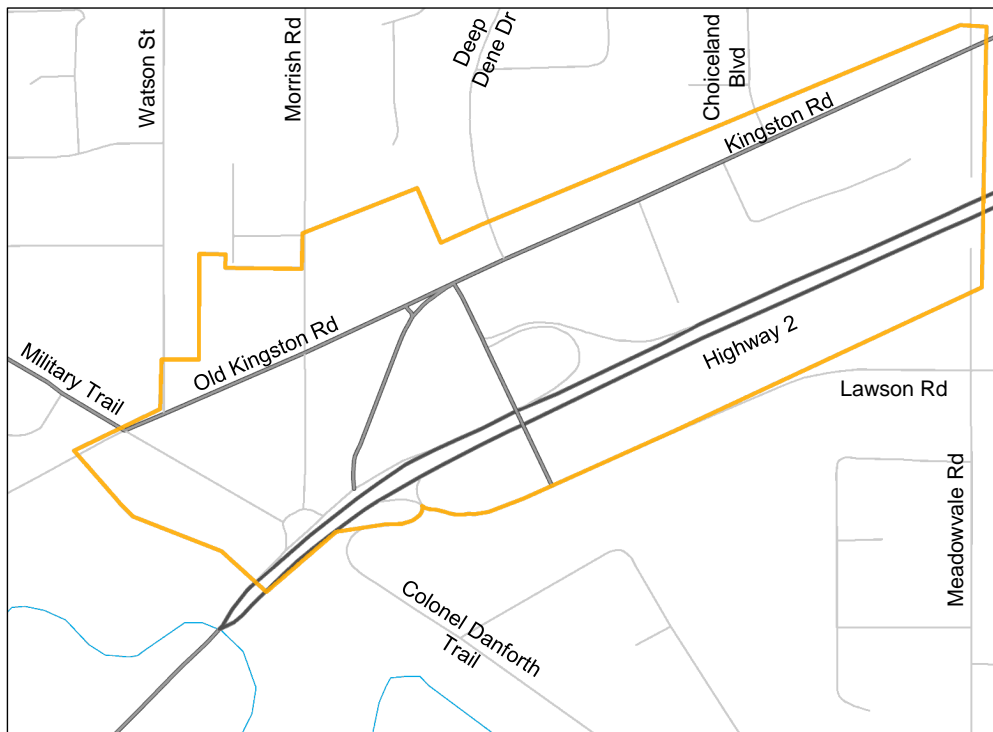 Watson St
Morrish Rd
Deep
Dene Dr
Choiceland
Blvd
Kingston Rd
Old Kingston Rd
Military Trail
Highway 2
Lawson Rd
Meadowvale Rd
Colonel Danforth
Trail